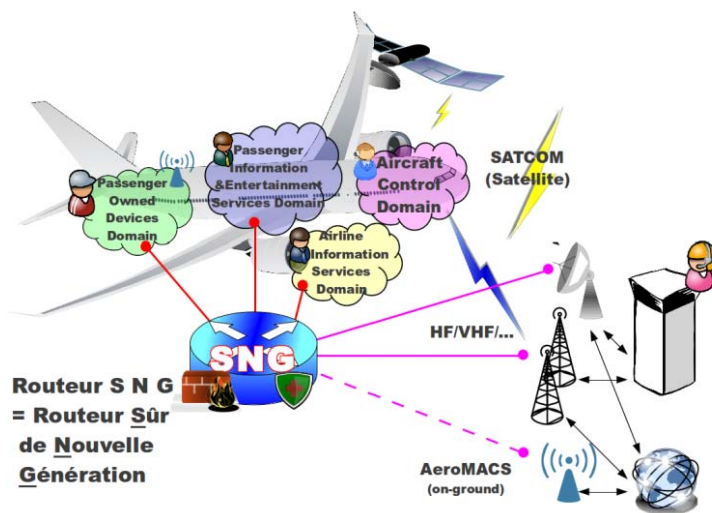 Passenger
Information
&Entertainment
Services Domain
Aircraft
Control
Domain
SATCOM
(Satellite)
Passenger
Owned
Devices
Domain
Airline
Information
Services
Domain
HF/VHF/...
SNG
Routeur S N G
= Routeur Sûr
de Nouvelle
Génération
AeroMACS
(on-ground)